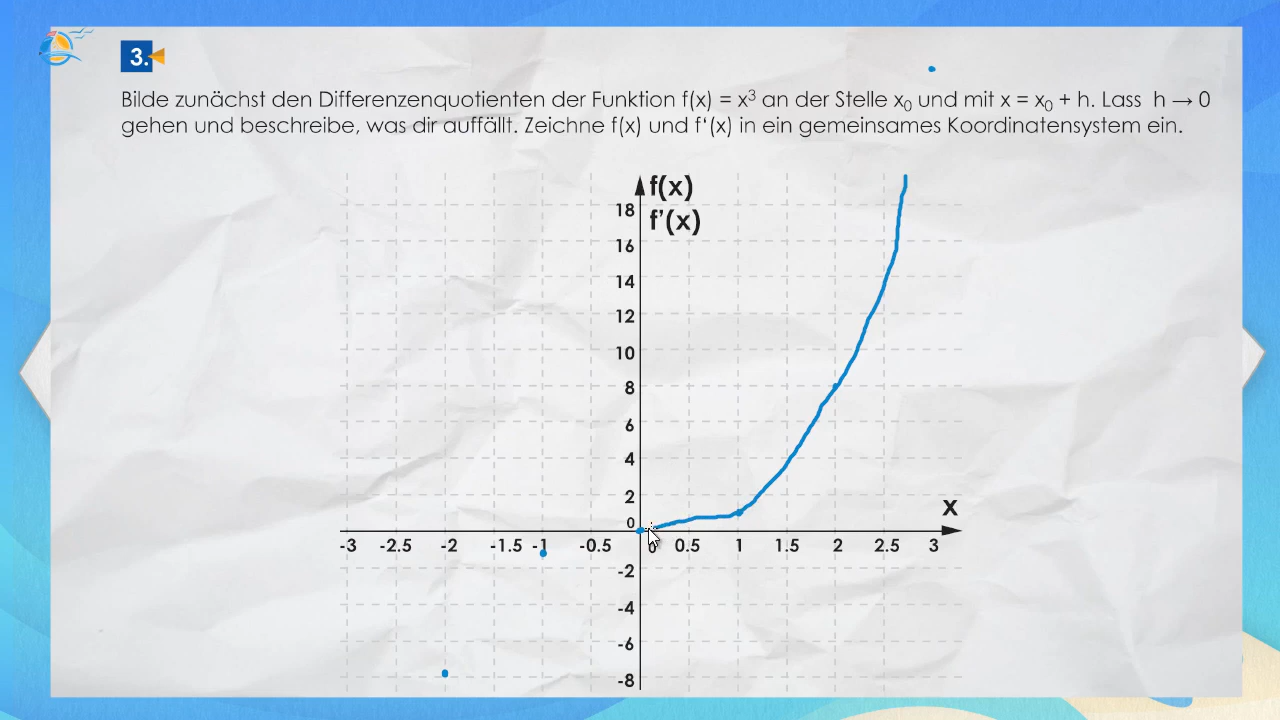 3.
Bilde zunächst den Differenzenquotienten der Funktion f(x) = x³ an der Stelle x₀ und mit x = x₀ + h. Lass h → 0
gehen und beschreibe, was dir auffällt. Zeichne f(x) und f‘(x) in ein gemeinsames Koordinatensystem ein.
f(x)
f’(x)
18
16
14
12
10
8
6
4
2
0
x
-3 -2.5 -2 -1.5 -1 -0.5 0 0.5 1 1.5 2 2.5 3
-2
-4
-6
-8